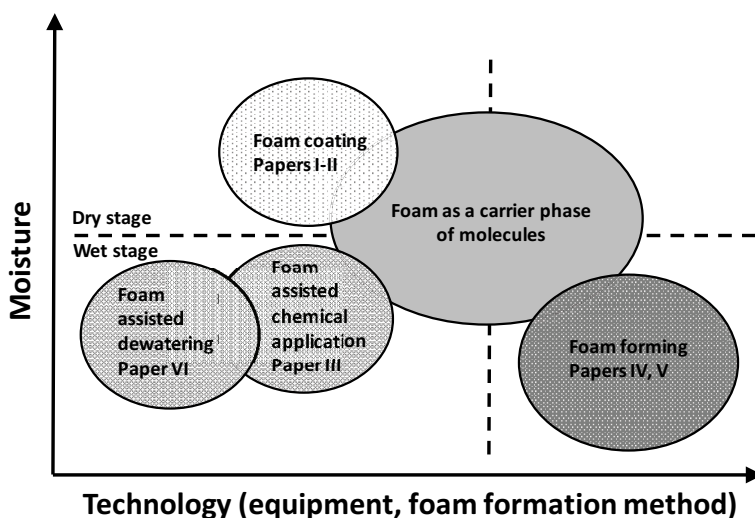 Foam coating
Papers I-II
Foam as a carrier phase
of molecules
Dry stage
Wet stage
Foam
assisted
dewatering
Paper VI
Foam
assisted
chemical
application
Paper III
Foam forming
Papers IV, V
Moisture
Technology (equipment, foam formation method)